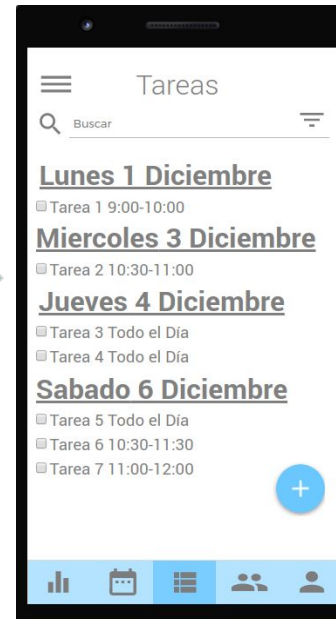 Tareas
Buscar
Lunes 1 Diciembre
Tarea 1 9:00-10:00
Miercoles 3 Diciembre
Tarea 2 10:30-11:00
Jueves 4 Diciembre
Tarea 3 Todo el Día
Tarea 4 Todo el Día
Sabado 6 Diciembre
Tarea 5 Todo el Día
Tarea 6 10:30-11:30
Tarea 7 11:00-12:00